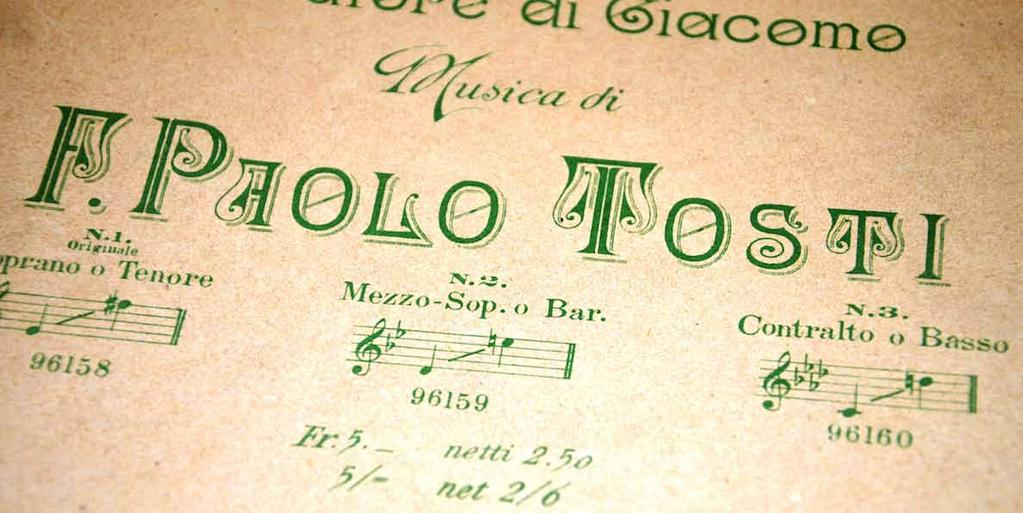 di Giacomo
Musica di
F. PAOLO TOSTI
N.1.
Originale
o Tenore
96158
N.2.
Mezzo-Sop. o Bar.
96159
N.3.
Contralto o Basso
96160
Fr. 5._ netti 2.50
5/- net 2/6